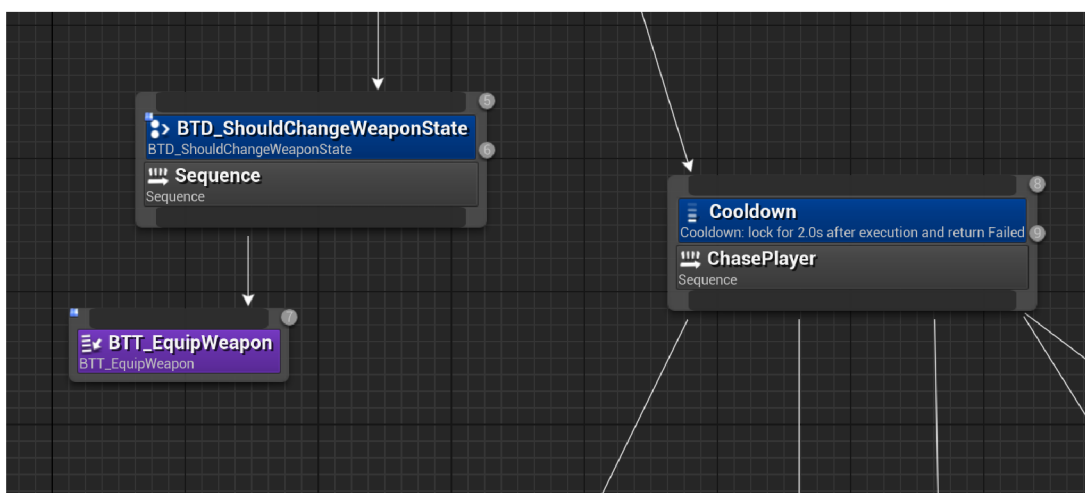 5
BTD_ShouldChangeWeaponState
BTD_ShouldChangeWeaponState
6
Sequence
Sequence
7
BTT_EquipWeapon
BTT_EquipWeapon
8
Cooldown
Cooldown: lock for 2.0s after execution and return Failed
9
ChasePlayer
Sequence